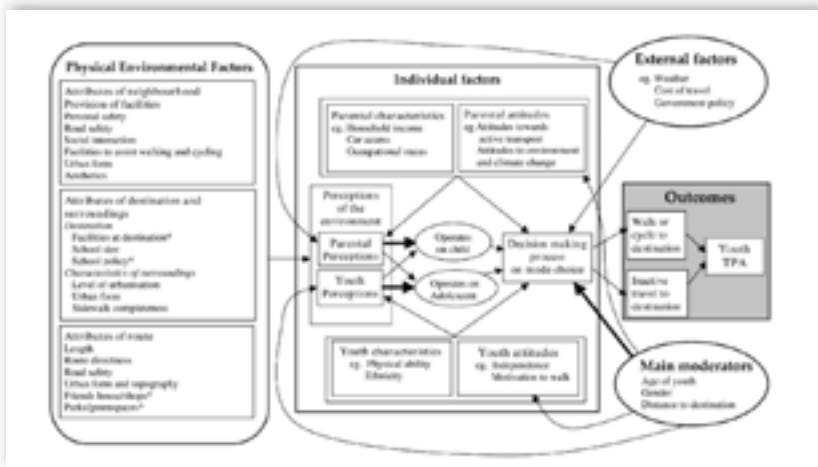 Physical Environmental Factors
Attributes of neighbourhood
Provision of facilities
Personal safety
Road safety
Social interaction
Facilities to assist walking and cycling
Urban form
Aesthetics
Attributes of destination and
surroundings
Destination
Facilities at destination*
School size
School policy*
Characteristics of surroundings
Level of urbanisation
Urban form
Sidewalk completeness
Attributes of route
Length
Route directness
Road safety
Urban form and topography
Friends house/shops*
Parks/greenspaces*
Individual factors
Parental characteristics
eg. Household income
Car access
Occupational status
Parental attitudes
eg Attitudes towards
active transport
Attitudes to environment
and climate change
Perceptions
of the
environment
Parental
Perceptions
Youth
Perceptions
Operates
on child
Operates on
Adolescent
Decision making
process
on mode choice
Youth characteristics
eg. Physical ability
Ethnicity
Youth attitudes
eg. Independence
Motivation to walk
External factors
eg. Weather
Cost of travel
Government policy
Outcomes
Walk or
cycle to
destination
Inactive
travel to
destination
Youth
TPA
Main moderators
Age of youth
Gender
Distance to destination